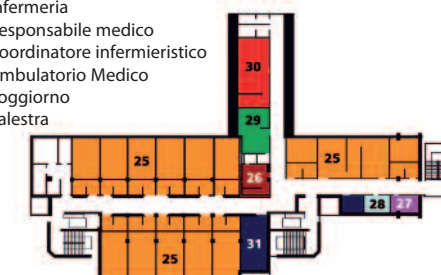 nfermeria
esponsabile medico
oordinatore infermieristico
mbulatorio Medico
oggiorno
alestra
30
29
25
25
26
28 27
31
25